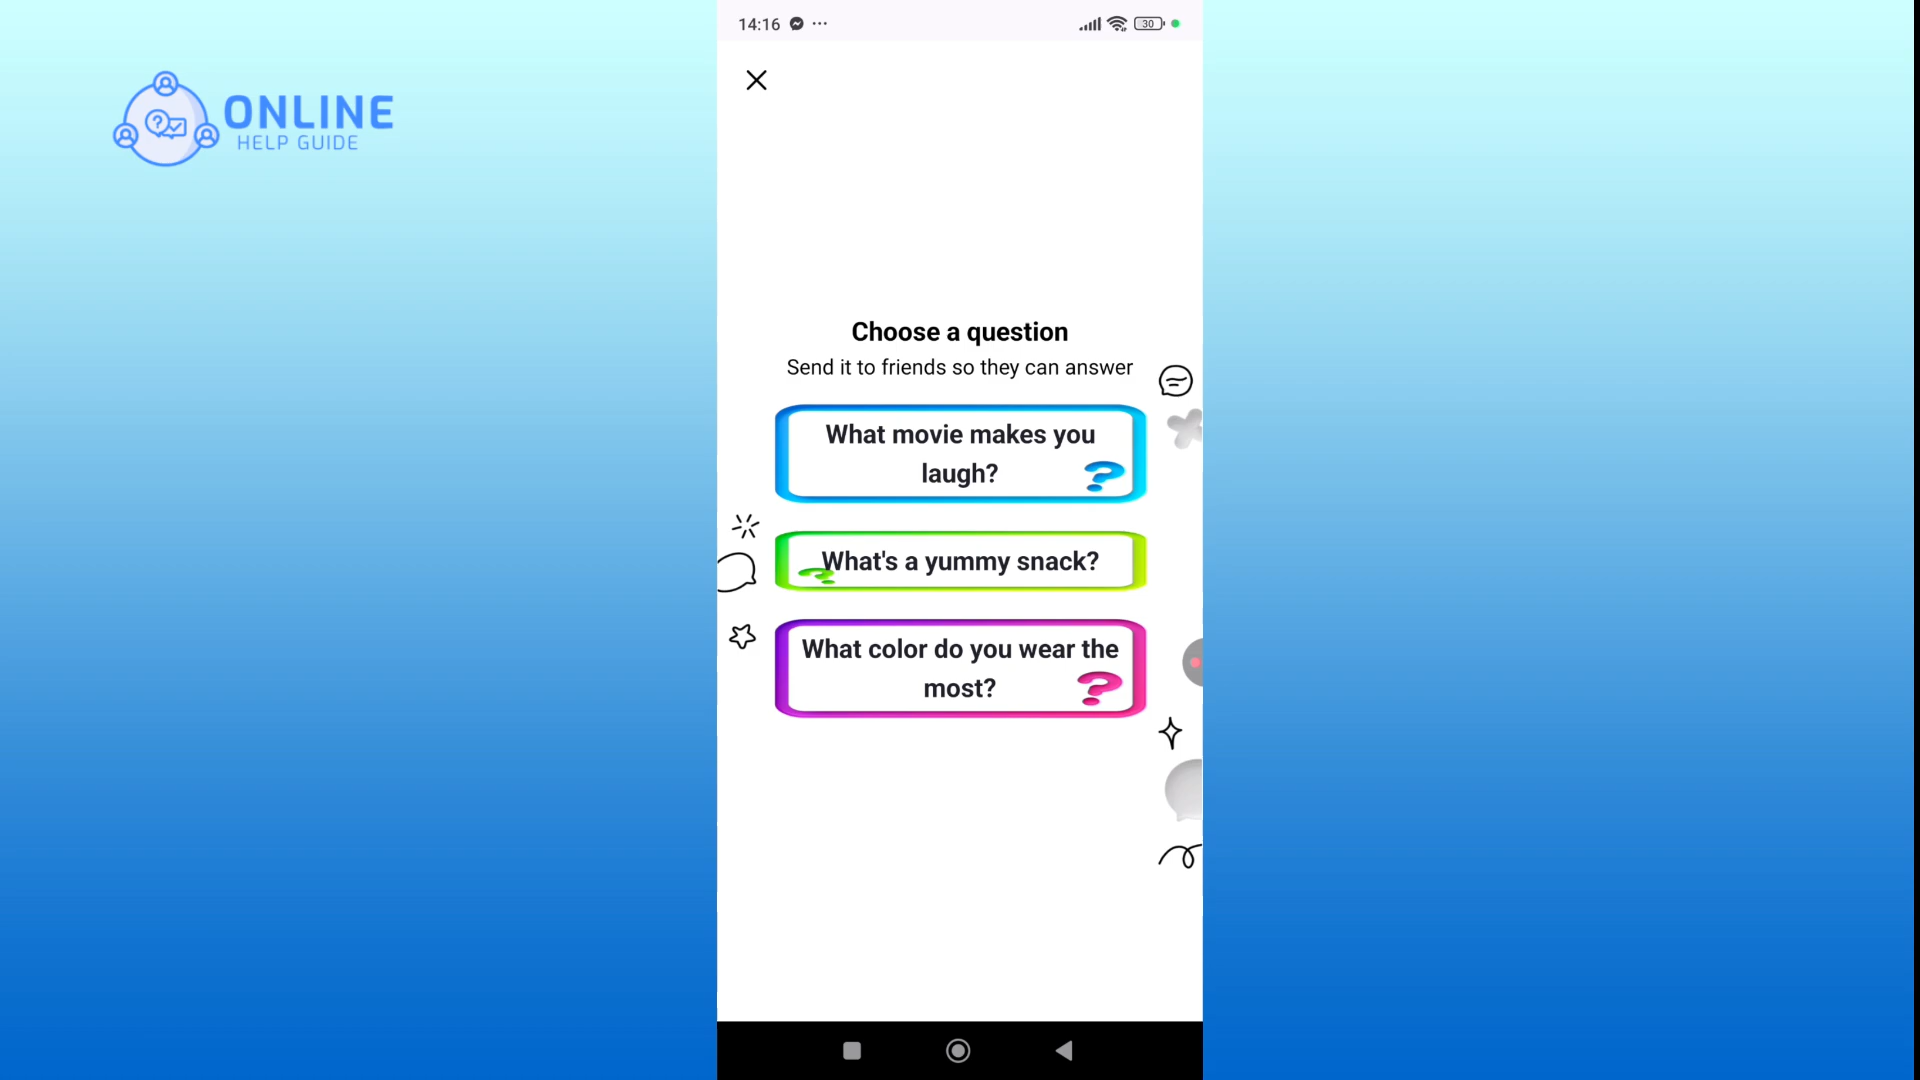 14:16
30
ONLINE
HELP GUIDE
Choose a question
Send it to friends so they can answer
What movie makes you
laugh?
What's a yummy snack?
What color do you wear the
most?